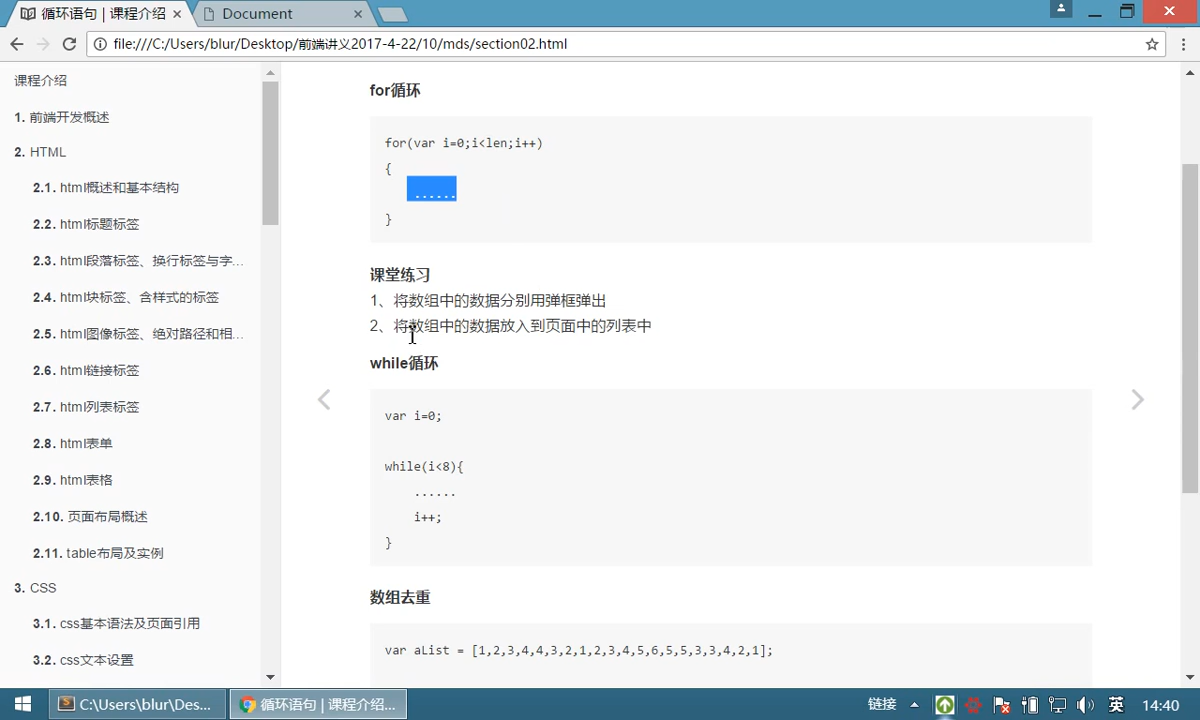 循环语句 | 课程介绍
Document
file:///C:/Users/blur/Desktop/前端讲义2017-4-22/10/mds/section02.html
课程介绍
1. 前端开发概述
2. HTML
2.1. html概述和基本结构
2.2. html标题标签
2.3. html段落标签、换行标签与字...
2.4. html块标签、含样式的标签
2.5. html图像标签、绝对路径和相...
2.6. html链接标签
2.7. html列表标签
2.8. html表单
2.9. html表格
2.10. 页面布局概述
2.11. table布局及实例
3. CSS
3.1. css基本语法及页面引用
3.2. css文本设置
for循环
for(var i=0;i<len;i++)
{
......
}
课堂练习
1、将数组中的数据分别用弹框弹出
2、将数组中的数据放入到页面中的列表中
while循环
var i=0;
while(i<8){
......
i++;
}
数组去重
var aList = [1,2,3,4,4,3,2,1,2,3,4,5,6,5,5,3,3,4,2,1];
C:\Users\blur\Des...
循环语句 | 课程介绍...
链接
英
14:40